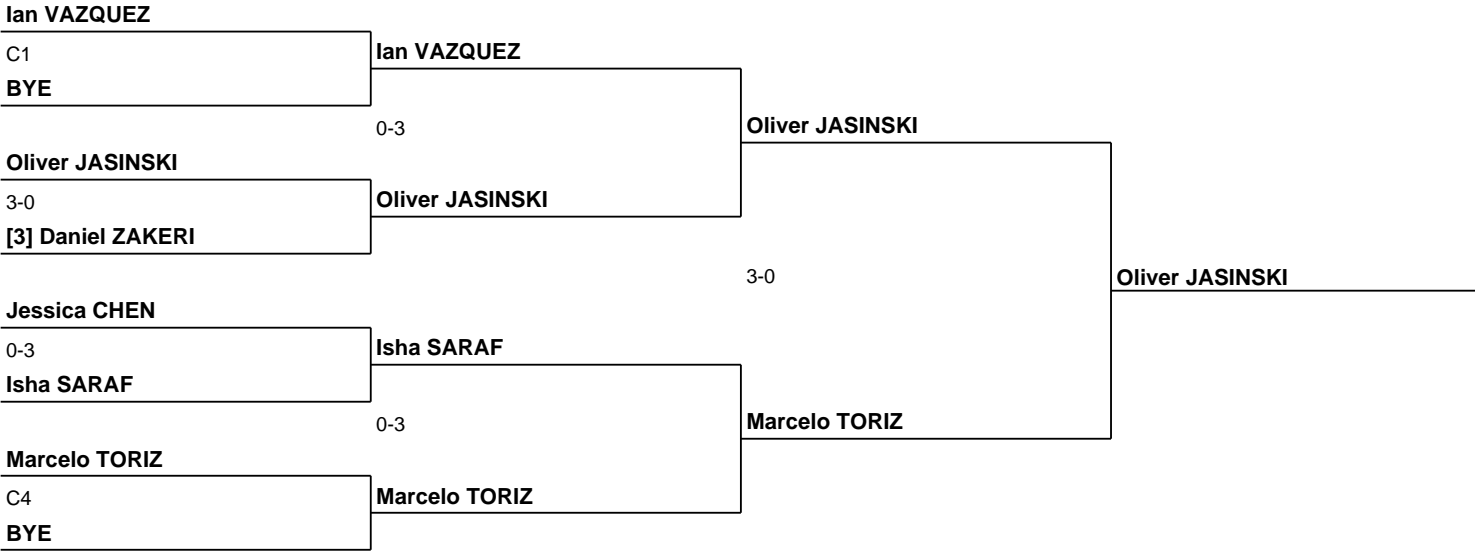 Ian VAZQUEZ
C1
BYE
Ian VAZQUEZ
0-3
Oliver JASINSKI
Oliver JASINSKI
3-0
[3] Daniel ZAKERI
Oliver JASINSKI
3-0
Oliver JASINSKI
Jessica CHEN
0-3
Isha SARAF
Isha SARAF
0-3
Marcelo TORIZ
Marcelo TORIZ
C4
BYE
Marcelo TORIZ